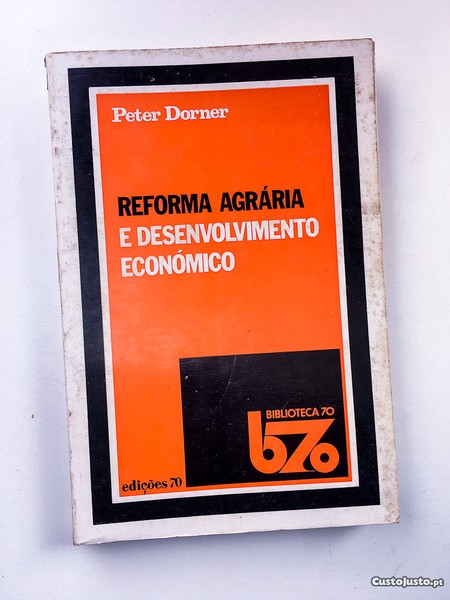 Peter Dorner
REFORMA AGRÁRIA
E DESENVOLVIMENTO
ECONÓMICO
BIBLIOTECA 70
b70
edições 70
CustoJusto.pt